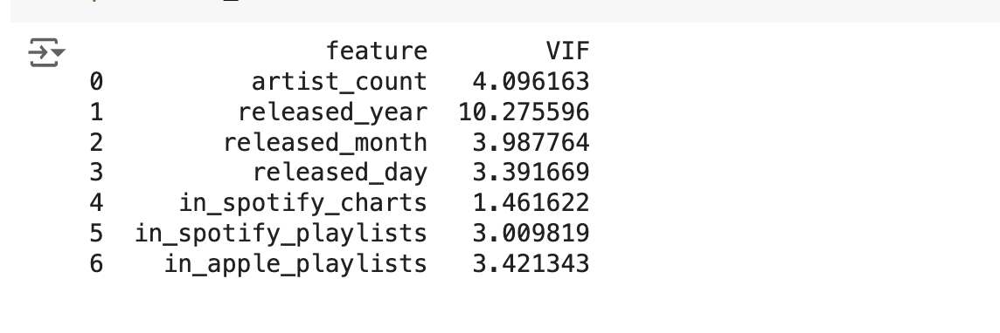 feature VIF
0 artist_count 4.096163
1 released_year 10.275596
2 released_month 3.987764
3 released_day 3.391669
4 in_spotify_charts 1.461622
5 in_spotify_playlists 3.009819
6 in_apple_playlists 3.421343